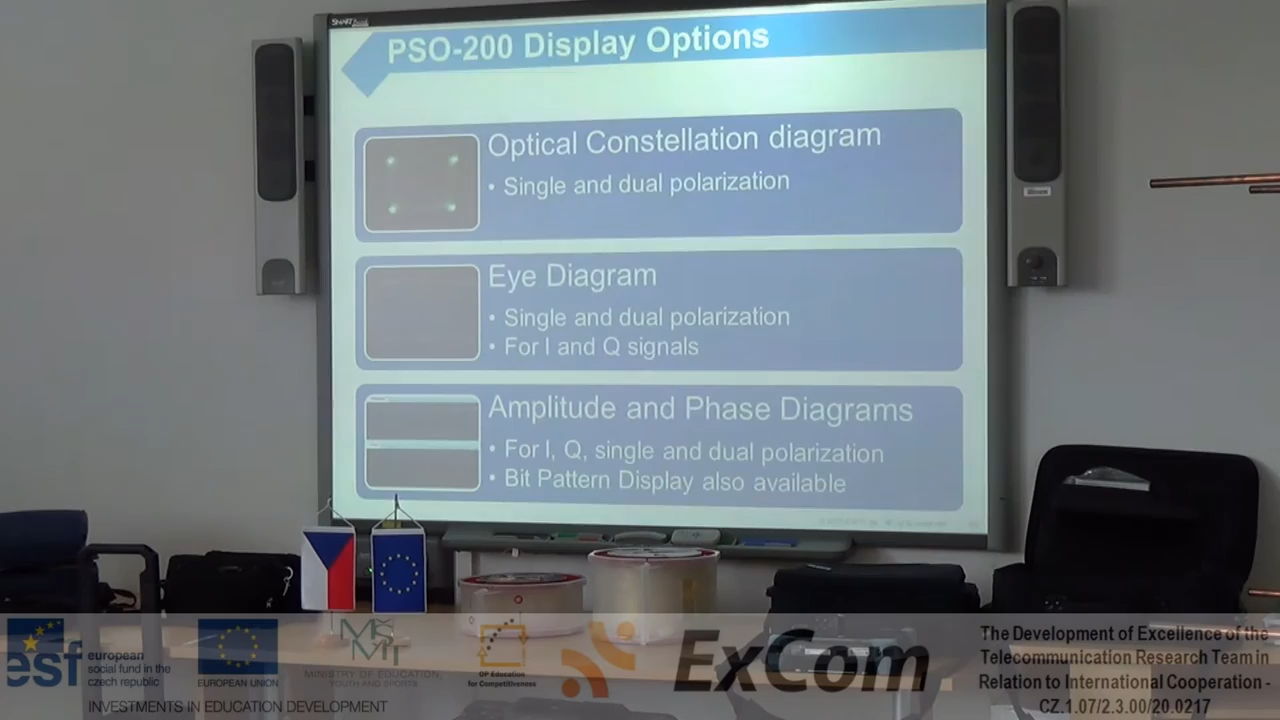 SMART Board
PSO-200 Display Options
Optical Constellation diagram
• Single and dual polarization
Eye Diagram
• Single and dual polarization
• For I and Q signals
Amplitude and Phase Diagrams
• For I, Q, single and dual polarization
• Bit Pattern Display also available
esf
european
social fund in the
czech republic
EUROPEAN UNION
MINISTRY OF EDUCATION,
YOUTH AND SPORTS
OP Education
for Competitiveness
INVESTMENTS IN EDUCATION DEVELOPMENT
ExCom
The Development of Excellence of the
Telecommunication Research Team in
Relation to International Cooperation -
CZ.1.07/2.3.00/20.0217